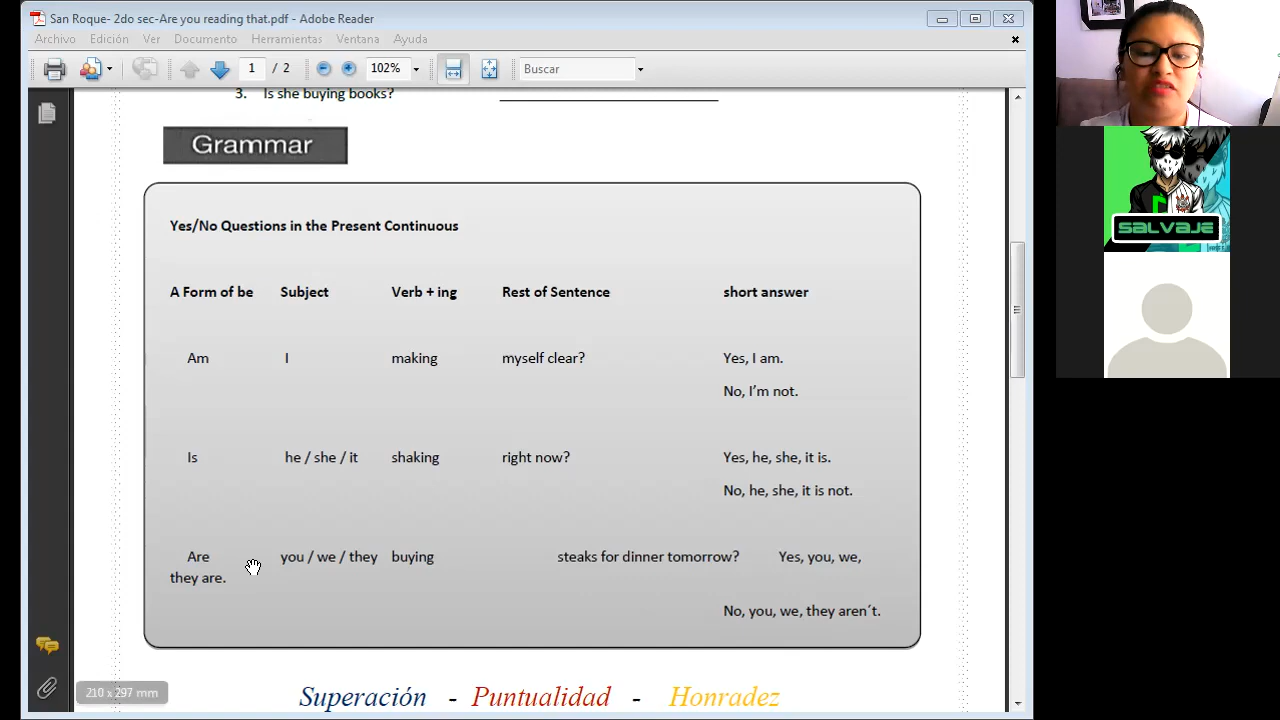 San Roque- 2do sec-Are you reading that.pdf - Adobe Reader
Archivo Edición Ver Documento Herramientas Ventana Ayuda
1 / 2 102% Buscar
3. Is she buying books?
Grammar
Yes/No Questions in the Present Continuous
A Form of be Subject Verb + ing Rest of Sentence short answer
Am I making myself clear? Yes, I am.
No, I'm not.
Is he / she / it shaking right now? Yes, he, she, it is.
No, he, she, it is not.
Are you / we / they buying steaks for dinner tomorrow? Yes, you, we,
they are.
No, you, we, they aren´t.
Superación - Puntualidad - Honradez
210 x 297 mm
SALVAJE